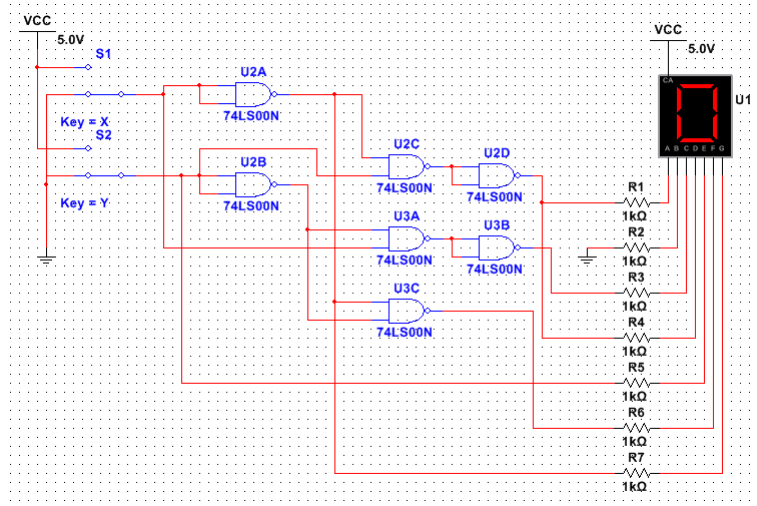 VCC
5.0V
S1
Key = X
S2
Key = Y
U2A
74LS00N
U2B
74LS00N
U2C
74LS00N
U2D
74LS00N
U3A
74LS00N
U3B
74LS00N
U3C
74LS00N
VCC
5.0V
CA
U1
A B C D E F G
R1
1kΩ
R2
1kΩ
R3
1kΩ
R4
1kΩ
R5
1kΩ
R6
1kΩ
R7
1kΩ